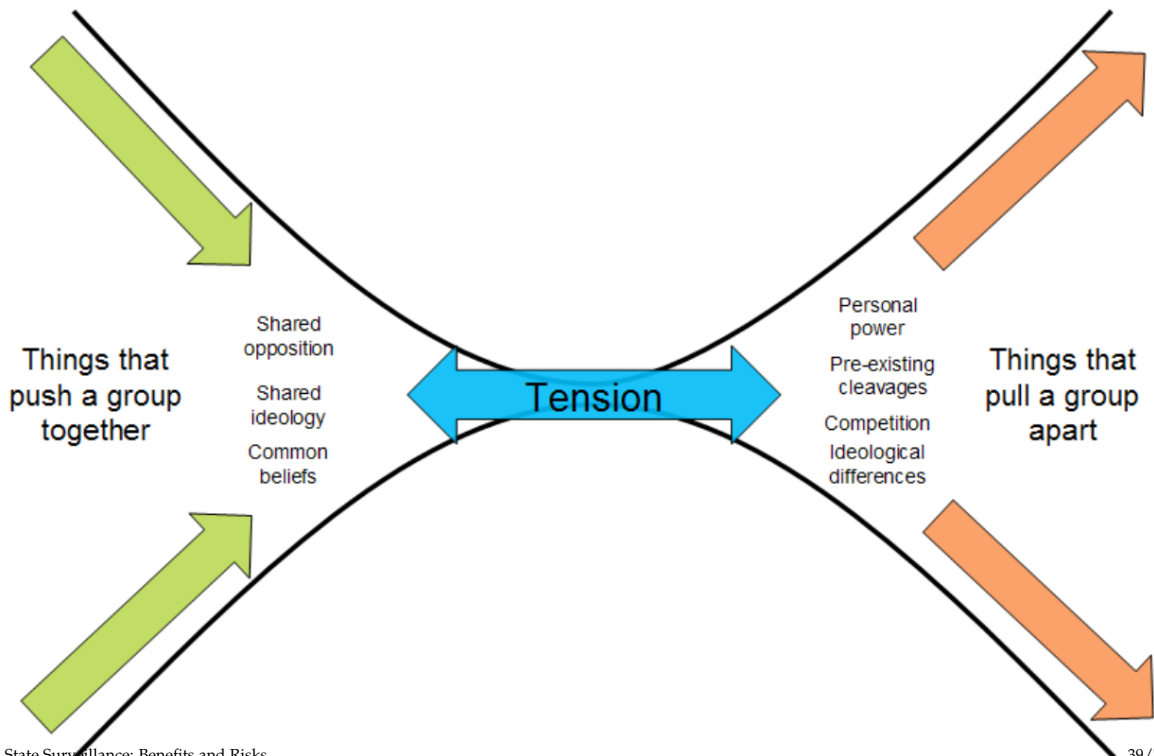 Things that
push a group
together
Shared
opposition
Shared
ideology
Common
beliefs
Tension
Personal
power
Pre-existing
cleavages
Competition
Ideological
differences
Things that
pull a group
apart
State Surveillance: Benefits and Risks
39/